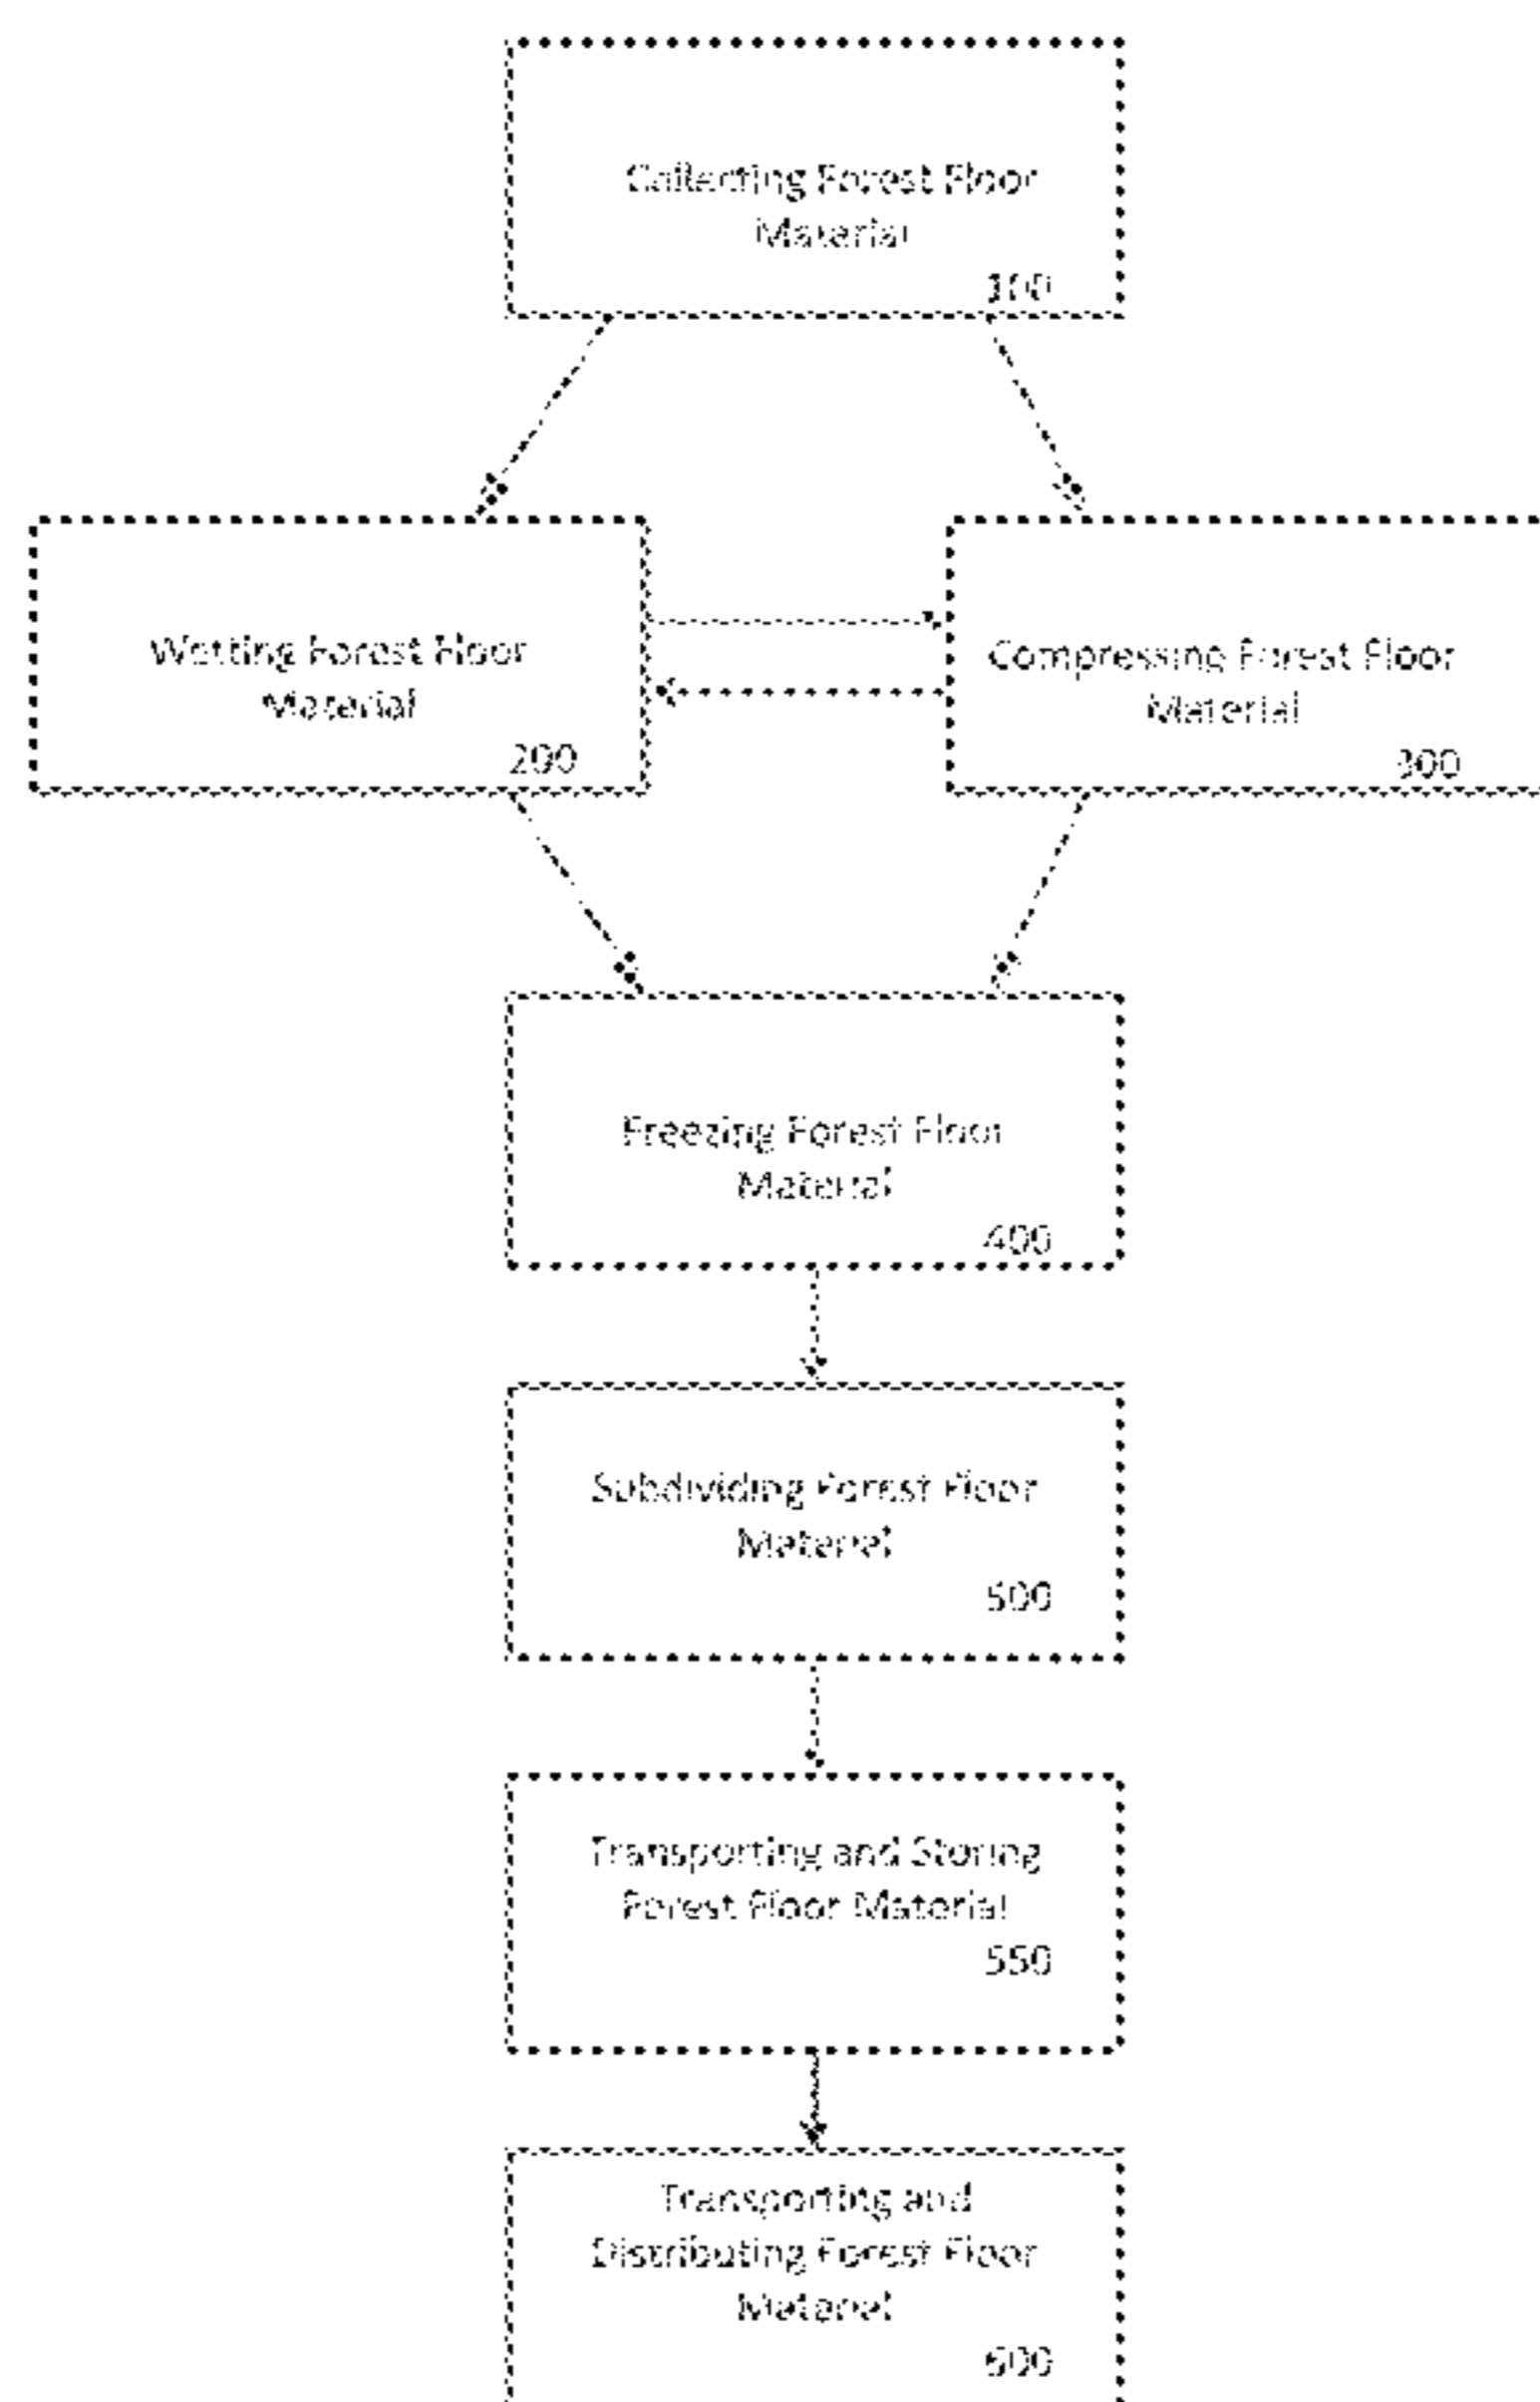 Collecting Forest Floor
Material
100
Wetting Forest Floor
Material
200
Compressing Forest Floor
Material
300
Freezing Forest Floor
Material
400
Subdividing Forest Floor
Material
500
Transporting and Storing
Forest Floor Material
550
Transporting and
Distributing Forest Floor
Material
600